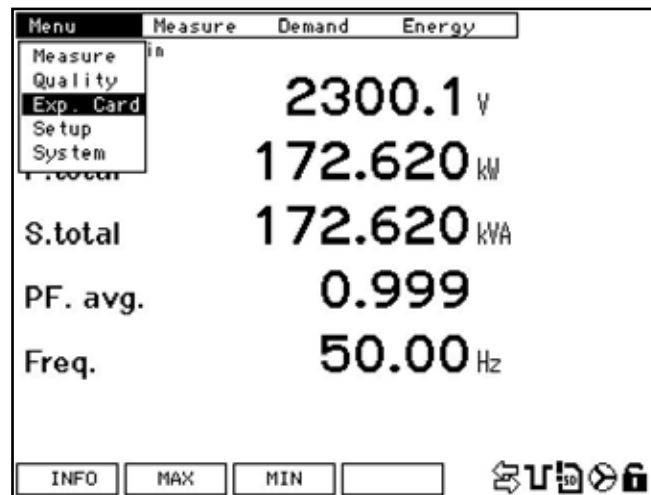 Menu Measure Demand Energy
Measure
Quality
Exp. Card
Setup
System
2300.1 V
172.620 kW
S.total 172.620 kVA
PF. avg. 0.999
Freq. 50.00 Hz
INFO MAX MIN
SD